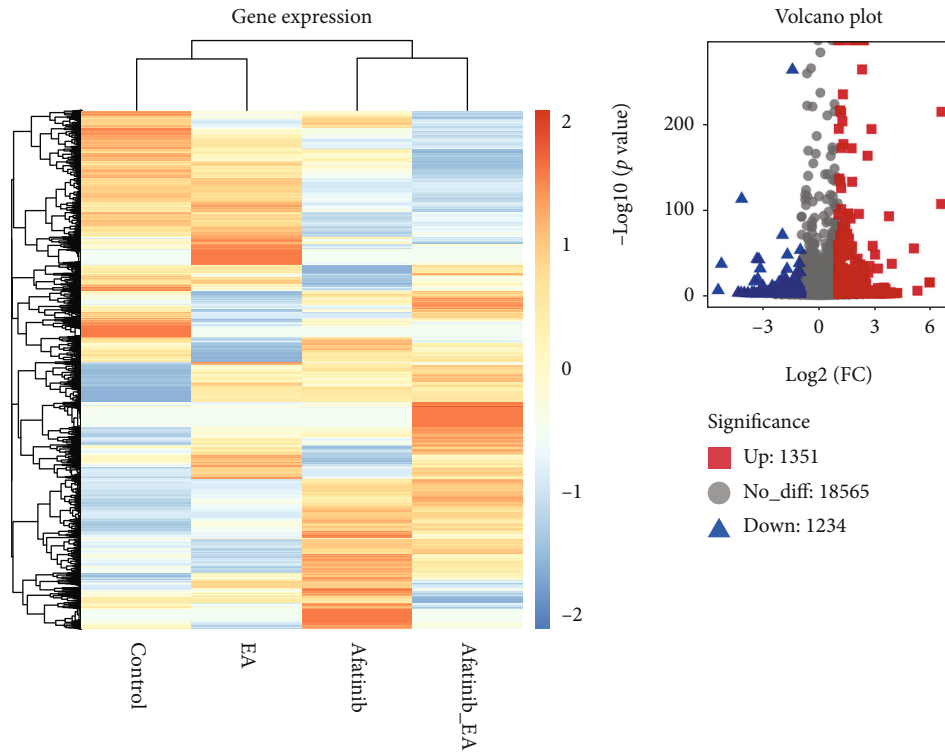 Gene expression
2
1
0
−1
−2
Control
EA
Afatinib
Afatinib_EA
Volcano plot
−Log10 (p value)
200
100
0
−3
0
3
6
Log2 (FC)
Significance
Up: 1351
No_diff: 18565
Down: 1234